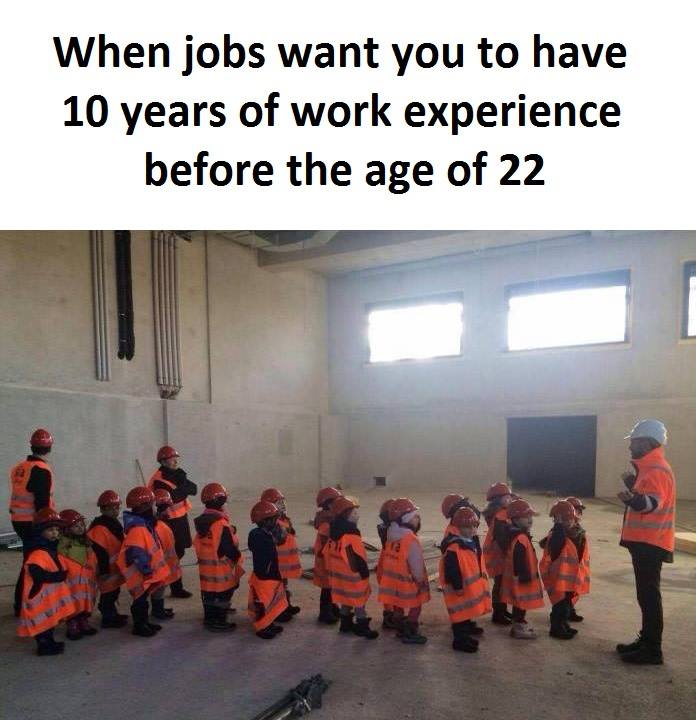 When jobs want you to have
10 years of work experience
before the age of 22